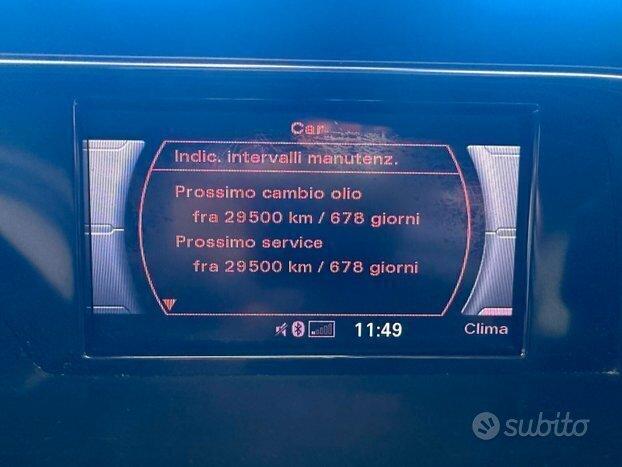 Car
Indic. intervalli manutenz.
Prossimo cambio olio
fra 29500 km / 678 giorni
Prossimo service
fra 29500 km / 678 giorni
11:49
Clima
subito